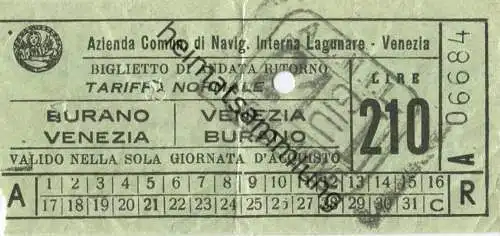 Azienda Comun. di Navig. Interna Lagunare - Venezia
BIGLIETTO DI ANDATA RITORNO
TARIFFA NORMALE
LIRE
BURANO VENEZIA
VENEZIA BURANO
210
VALIDO NELLA SOLA GIORNATA D'ACQUISTO
A 06684
A
1 2 3 4 5 6 7 8 9 10 11 12 13 14 15 16
17 18 19 20 21 22 23 24 25 26 27 28 29 30 31 C
R
heimatsammlung